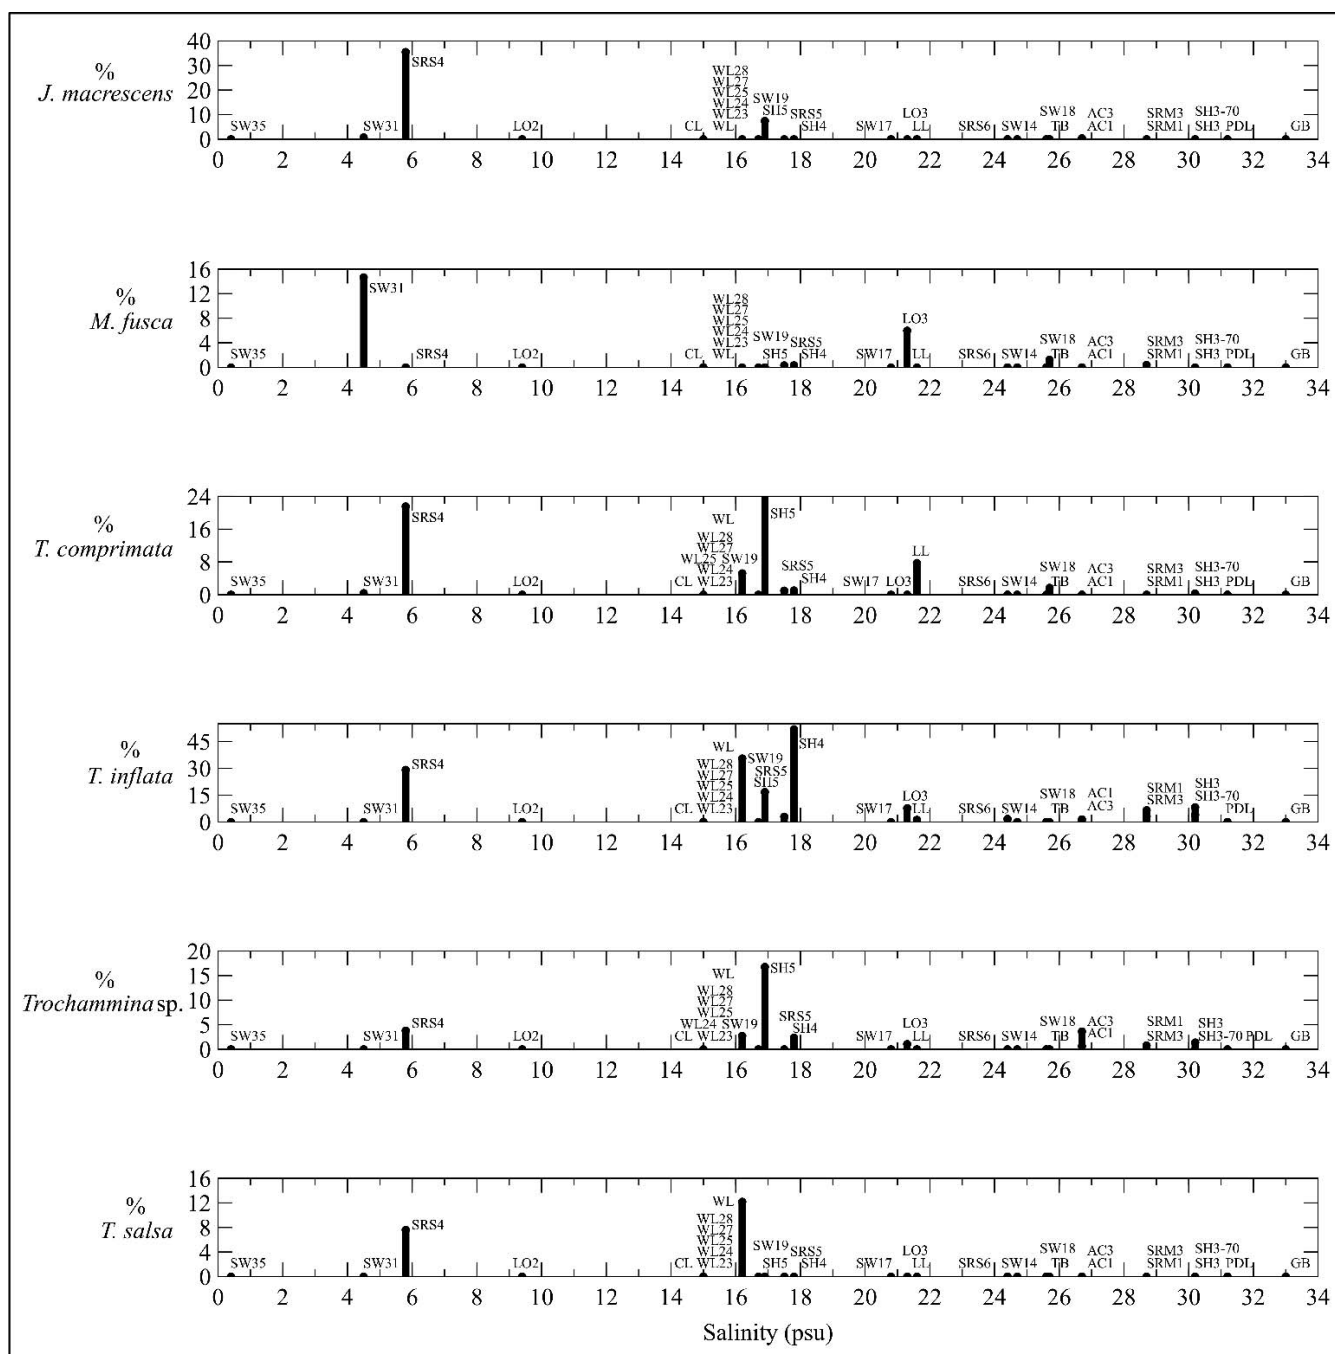 %
J. macrescens
40
30
20
10
0
WL28
WL27
WL25
WL24
WL23
WL
SW35
SW31
SRS4
LO2
CL
SW19
SH5
SRS5
SH4
SW17
LO3
LL
SRS6
SW14
SW18
TB
AC3
AC1
SRM3
SRM1
SH3-70
SH3
PDL
GB
0 2 4 6 8 10 12 14 16 18 20 22 24 26 28 30 32 34
%
M. fusca
16
12
8
4
0
WL28
WL27
WL25
WL24
WL23
WL
SW35
SW31
SRS4
LO2
CL
SW19
SH5
SRS5
SH4
SW17
LO3
LL
SRS6
SW14
SW18
TB
AC3
AC1
SRM3
SRM1
SH3-70
SH3
PDL
GB
0 2 4 6 8 10 12 14 16 18 20 22 24 26 28 30 32 34
%
T. comprimata
24
16
8
0
WL
WL28
WL27
WL25 SW19
WL24
CL WL23
SW35
SW31
SRS4
LO2
SH5
SRS5
SH4
SW17
LO3
LL
SRS6
SW14
SW18
TB
AC3
AC1
SRM3
SRM1
SH3-70
SH3
PDL
GB
0 2 4 6 8 10 12 14 16 18 20 22 24 26 28 30 32 34
%
T. inflata
45
30
15
0
WL
WL28
WL27
WL25
WL24
CL WL23
SW35
SW31
SRS4
LO2
SW19
SRS5
SH5
SH4
SW17
LO3
LL
SRS6
SW14
SW18
TB
AC1
AC3
SRM1
SRM3
SH3
SH3-70
PDL
GB
0 2 4 6 8 10 12 14 16 18 20 22 24 26 28 30 32 34
%
Trochammina sp.
20
15
10
5
0
WL
WL28
WL27
WL25
WL24 SW19
CL WL23
SW35
SW31
SRS4
LO2
SH5
SRS5
SH4
SW17
LO3
LL
SRS6
SW14
SW18
TB
AC3
AC1
SRM1
SRM3
SH3
SH3-70 PDL
GB
0 2 4 6 8 10 12 14 16 18 20 22 24 26 28 30 32 34
%
T. salsa
16
12
8
4
0
WL
WL28
WL27
WL25
WL24
CL WL23
SW35
SW31
SRS4
LO2
SW19
SH5
SRS5
SH4
SW17
LO3
LL
SRS6
SW14
SW18
TB
AC3
AC1
SRM3
SRM1
SH3-70
SH3
PDL
GB
0 2 4 6 8 10 12 14 16 18 20 22 24 26 28 30 32 34
Salinity (psu)